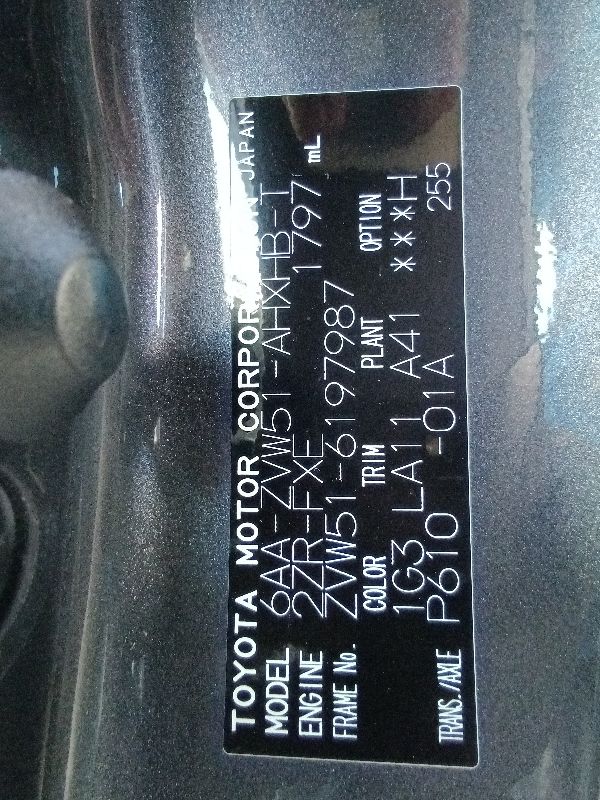 TOYOTA MOTOR CORPORATION JAPAN
MODEL 6AA-ZVW51-AHXHB-I
ENGINE 2ZR-FXE 1797 mL
FRAME No. ZVW51-6197987
COLOR TRIM PLANT OPTION
1G3 LA11 A41 ***H
TRANS./AXLE P610 -01A 255